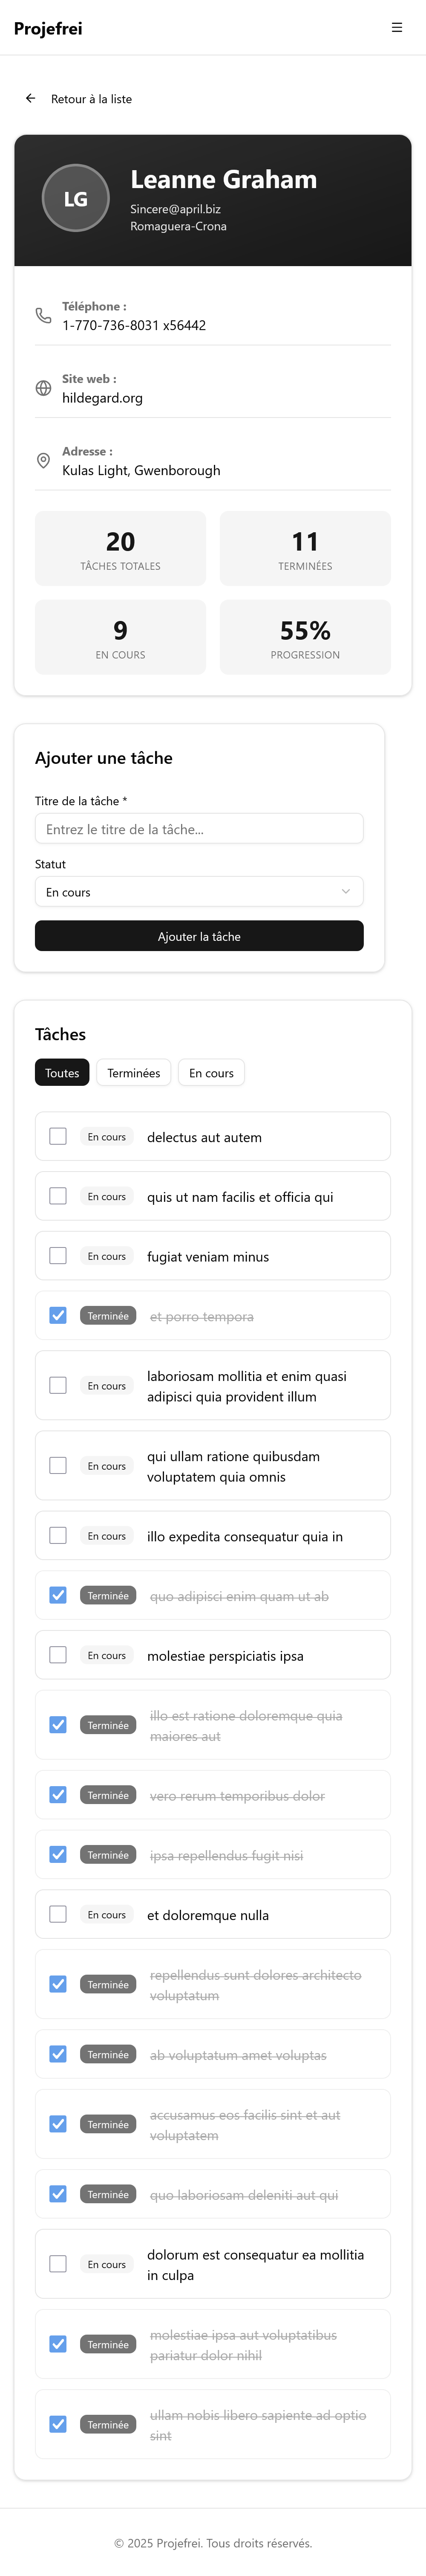 Projefrei
Retour à la liste
LG
Leanne Graham
Sincere@april.biz
Romaguera-Crona
Téléphone :
1-770-736-8031 x56442
Site web :
hildegard.org
Adresse :
Kulas Light, Gwenborough
20
TÂCHES TOTALES
11
TERMINÉES
9
EN COURS
55%
PROGRESSION
Ajouter une tâche
Titre de la tâche *
Entrez le titre de la tâche...
Statut
En cours
Ajouter la tâche
Tâches
Toutes
Terminées
En cours
En cours
delectus aut autem
En cours
quis ut nam facilis et officia qui
En cours
fugiat veniam minus
Terminée
et porro tempora
En cours
laboriosam mollitia et enim quasi
adipisci quia provident illum
En cours
qui ullam ratione quibusdam
voluptatem quia omnis
En cours
illo expedita consequatur quia in
Terminée
quo adipisci enim quam ut ab
En cours
molestiae perspiciatis ipsa
Terminée
illo est ratione doloremque quia
maiores aut
Terminée
vero rerum temporibus dolor
Terminée
ipsa repellendus fugit nisi
En cours
et doloremque nulla
Terminée
repellendus sunt dolores architecto
voluptatum
Terminée
ab voluptatum amet voluptas
Terminée
accusamus eos facilis sint et aut
voluptatem
Terminée
quo laboriosam deleniti aut qui
En cours
dolorum est consequatur ea mollitia
in culpa
Terminée
molestiae ipsa aut voluptatibus
pariatur dolor nihil
Terminée
ullam nobis libero sapiente ad optio
sint
© 2025 Projefrei. Tous droits réservés.